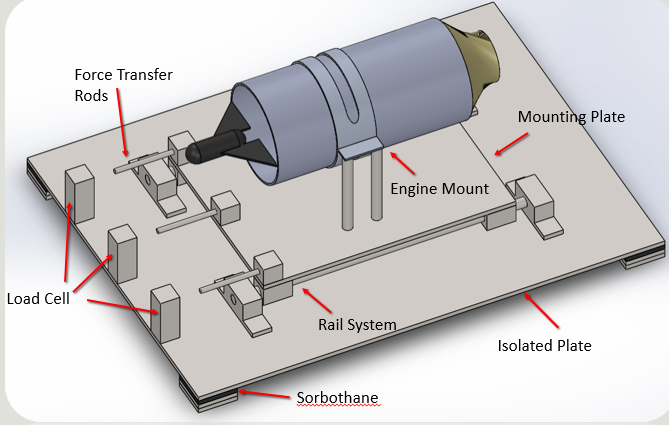 Force Transfer
Rods
Mounting Plate
Engine Mount
Load Cell
Rail System
Isolated Plate
Sorbothane